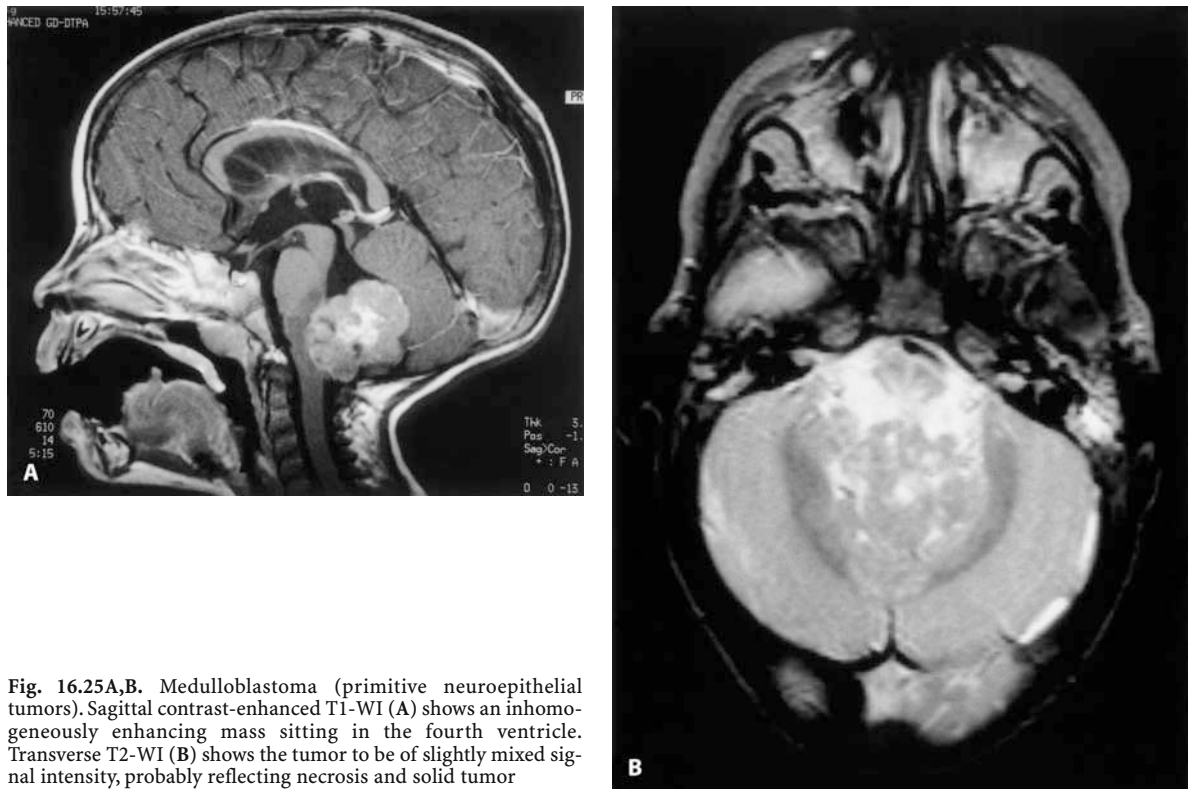 9 15:57:45
HANCED GD-DTPA
PR
70
610
14
5:15
Thk 3.
Pos -1.
Sag>Cor
+ : F A
0 0 -13
A
B
Fig. 16.25A,B. Medulloblastoma (primitive neuroepithelial
tumors). Sagittal contrast-enhanced T1-WI (A) shows an inhomo-
geneously enhancing mass sitting in the fourth ventricle.
Transverse T2-WI (B) shows the tumor to be of slightly mixed sig-
nal intensity, probably reflecting necrosis and solid tumor